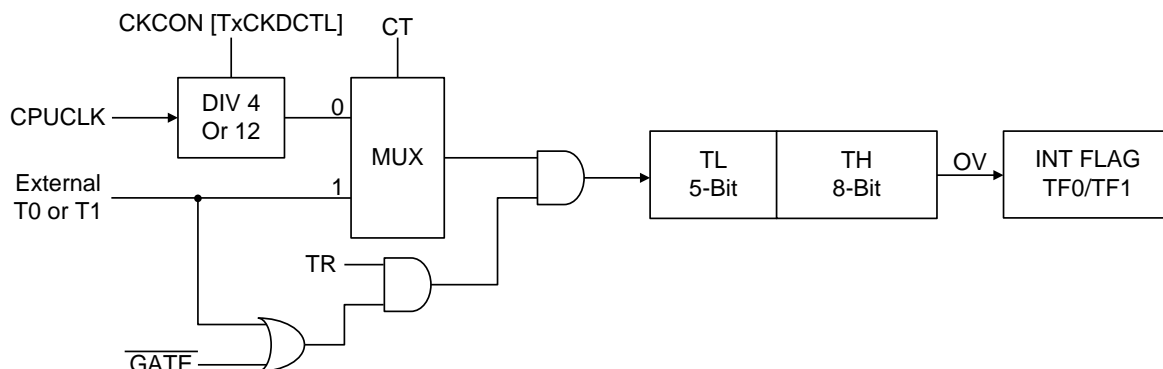 CKCON [TxCKDCTL]
CT
CPUCLK
DIV 4
Or 12
0
MUX
External
T0 or T1
1
TL
5-Bit
TH
8-Bit
OV
INT FLAG
TF0/TF1
TR
GATE